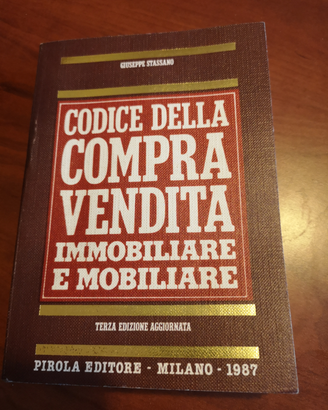 GIUSEPPE STASSANO
CODICE DELLA
COMPRA
VENDITA
IMMOBILIARE
E MOBILIARE
TERZA EDIZIONE AGGIORNATA
PIROLA EDITORE - MILANO - 1987